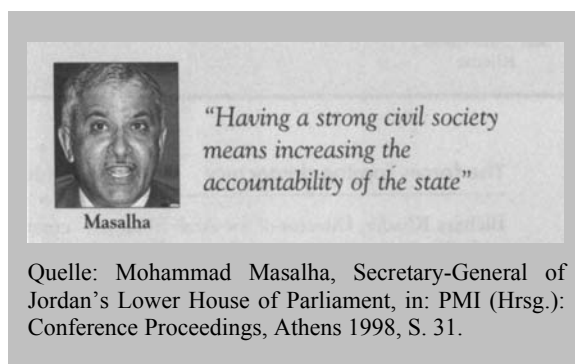 "Having a strong civil society
means increasing the
accountability of the state"
Masalha
Quelle: Mohammad Masalha, Secretary-General of
Jordan's Lower House of Parliament, in: PMI (Hrsg.):
Conference Proceedings, Athens 1998, S. 31.